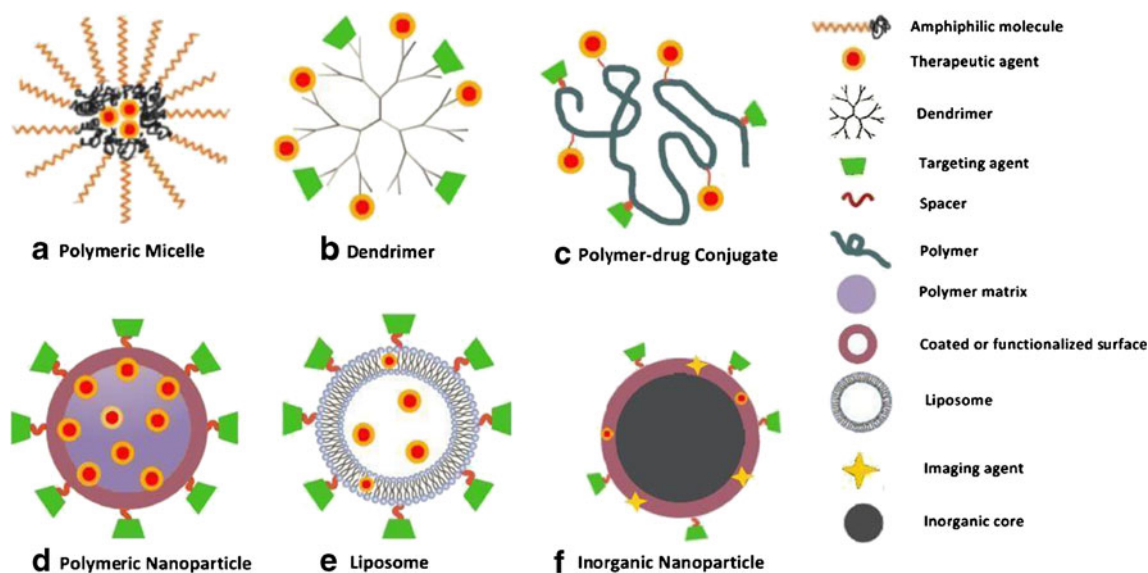 a Polymeric Micelle
b Dendrimer
c Polymer-drug Conjugate
d Polymeric Nanoparticle
e Liposome
f Inorganic Nanoparticle
Amphiphilic molecule
Therapeutic agent
Dendrimer
Targeting agent
Spacer
Polymer
Polymer matrix
Coated or functionalized surface
Liposome
Imaging agent
Inorganic core